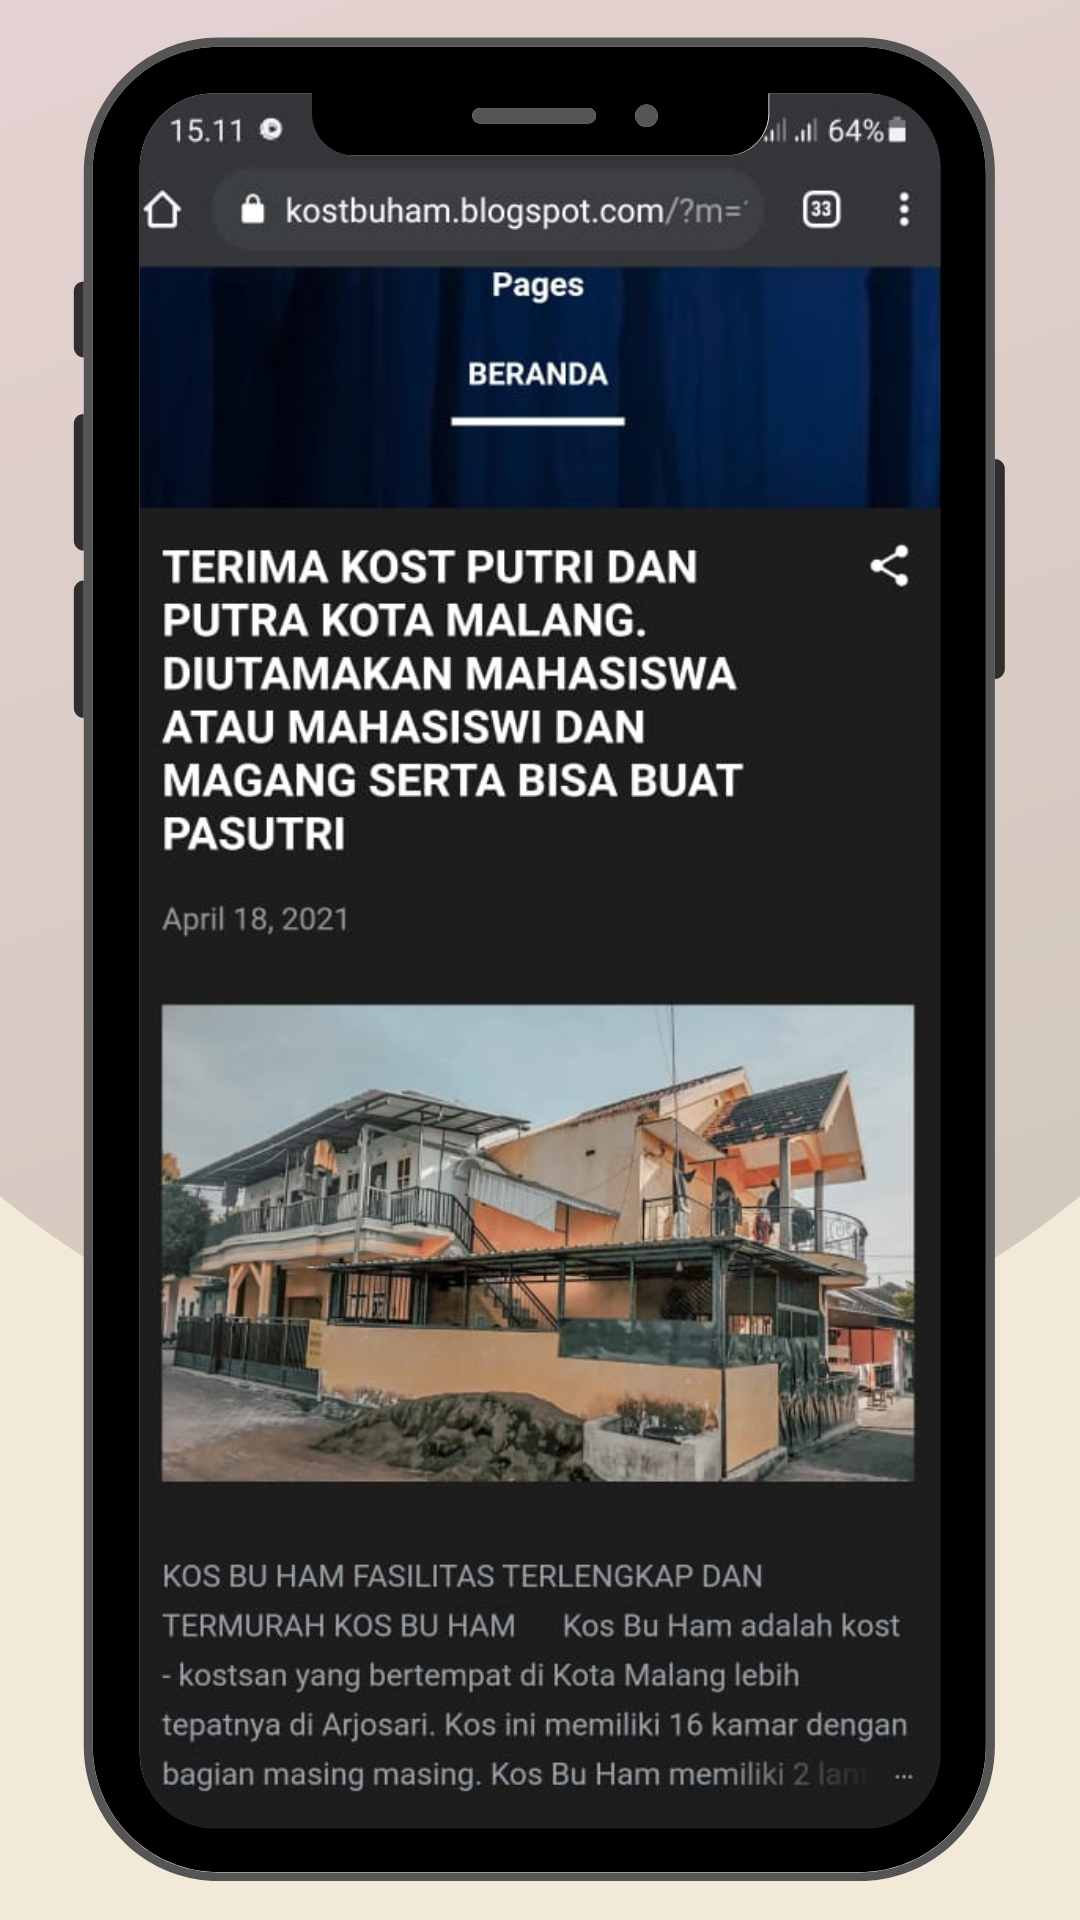 15.11
64%
kostbuham.blogspot.com/?m=
33
Pages
BERANDA
TERIMA KOST PUTRI DAN
PUTRA KOTA MALANG.
DIUTAMAKAN MAHASISWA
ATAU MAHASISWI DAN
MAGANG SERTA BISA BUAT
PASUTRI
April 18, 2021
KOS BU HAM FASILITAS TERLENGKAP DAN
TERMURAH KOS BU HAM Kos Bu Ham adalah kost
- kostsan yang bertempat di Kota Malang lebih
tepatnya di Arjosari. Kos ini memiliki 16 kamar dengan
bagian masing masing. Kos Bu Ham memiliki 2 lant ...